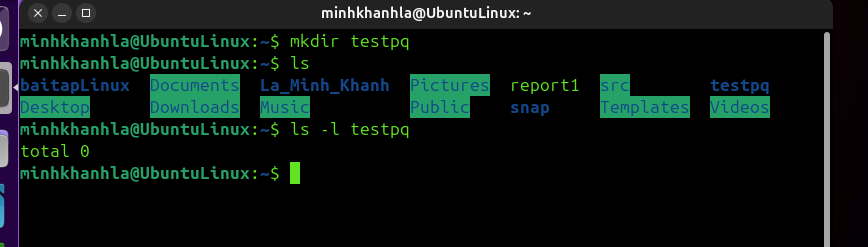 minhkhanhla@UbuntuLinux: ~
minhkhanhla@UbuntuLinux:~$ mkdir testpq
minhkhanhla@UbuntuLinux:~$ ls
baitapLinux  Documents  La_Minh_Khanh  Pictures  report1  src        testpq
Desktop      Downloads  Music          Public    snap     Templates  Videos
minhkhanhla@UbuntuLinux:~$ ls -l testpq
total 0
minhkhanhla@UbuntuLinux:~$